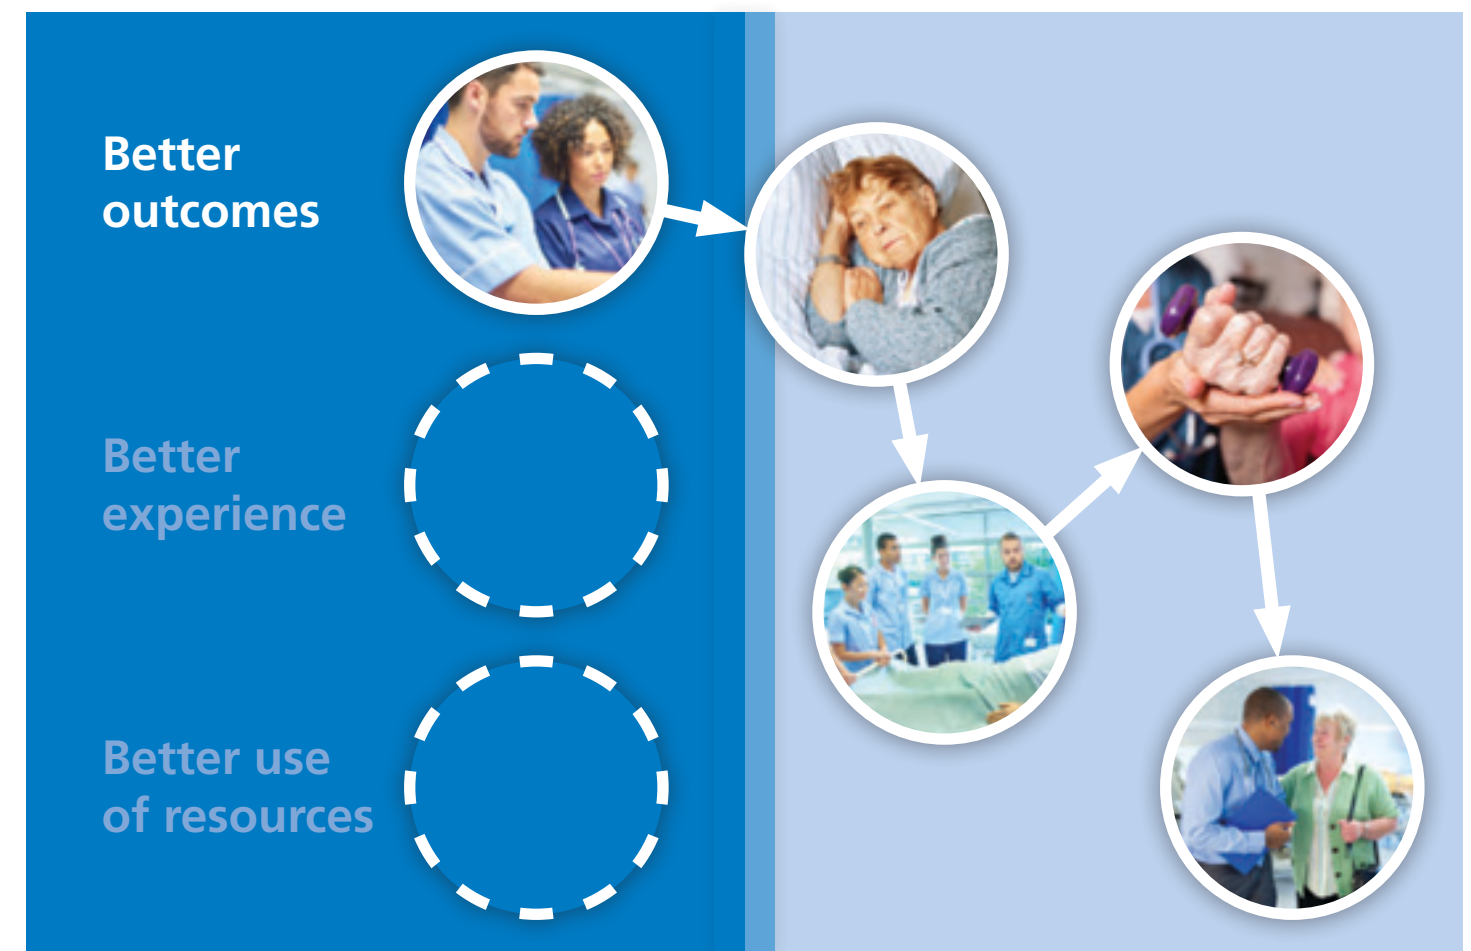 Better
outcomes
Better
experience
Better use
of resources